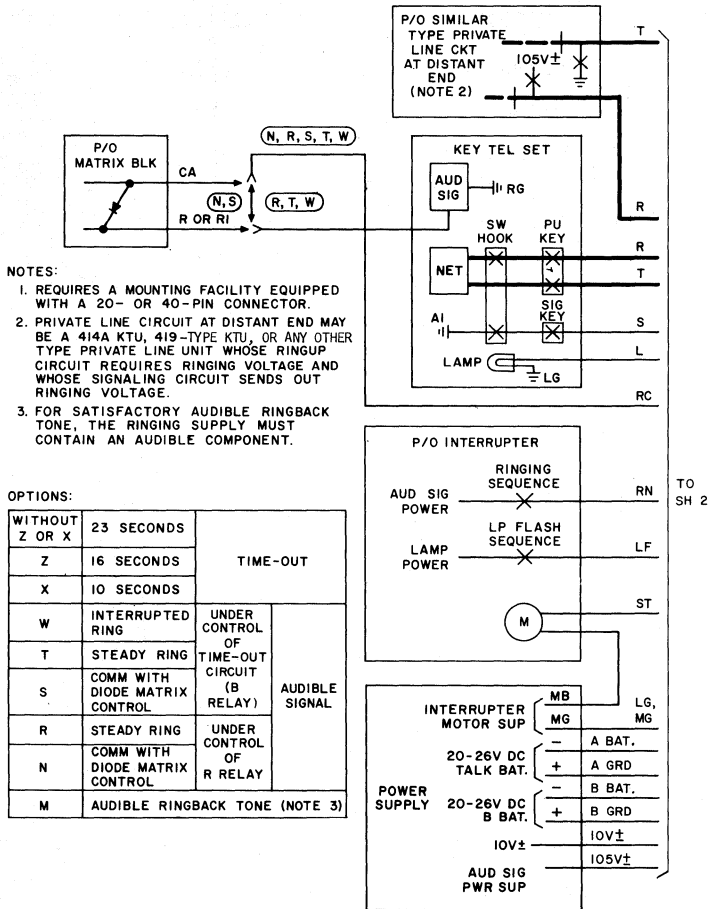 P/O SIMILAR
TYPE PRIVATE
LINE CKT
AT DISTANT
END
(NOTE 2)
105V±
T
R
P/O
MATRIX BLK
CA
R OR RI
N, R, S, T, W
N, S
R, T, W
KEY TEL SET
AUD
SIG
RG
SW
HOOK
PU
KEY
NET
SIG
KEY
A1
LAMP
LG
R
T
S
L
RC
NOTES:
1. REQUIRES A MOUNTING FACILITY EQUIPPED
WITH A 20- OR 40-PIN CONNECTOR.
2. PRIVATE LINE CIRCUIT AT DISTANT END MAY
BE A 414A KTU, 419-TYPE KTU, OR ANY OTHER
TYPE PRIVATE LINE UNIT WHOSE RINGUP
CIRCUIT REQUIRES RINGING VOLTAGE AND
WHOSE SIGNALING CIRCUIT SENDS OUT
RINGING VOLTAGE.
3. FOR SATISFACTORY AUDIBLE RINGBACK
TONE, THE RINGING SUPPLY MUST
CONTAIN AN AUDIBLE COMPONENT.
P/O INTERRUPTER
RINGING
SEQUENCE
AUD SIG
POWER
RN
LP FLASH
SEQUENCE
LAMP
POWER
LF
ST
M
TO
SH 2
OPTIONS:
WITHOUT
Z OR X
23 SECONDS
Z
16 SECONDS
TIME-OUT
X
10 SECONDS
W
INTERRUPTED
RING
T
STEADY RING
S
COMM WITH
DIODE MATRIX
CONTROL
UNDER
CONTROL
OF
TIME-OUT
CIRCUIT
(B
RELAY)
AUDIBLE
SIGNAL
R
STEADY RING
N
COMM WITH
DIODE MATRIX
CONTROL
UNDER
CONTROL
OF
R RELAY
M
AUDIBLE RINGBACK TONE (NOTE 3)
POWER
SUPPLY
INTERRUPTER
MOTOR SUP
MB
MG
LG,
MG
20-26V DC
TALK BAT.
-
A BAT.
+
A GRD
20-26V DC
B BAT.
-
B BAT.
+
B GRD
10V±
10V±
AUD SIG
PWR SUP
105V±